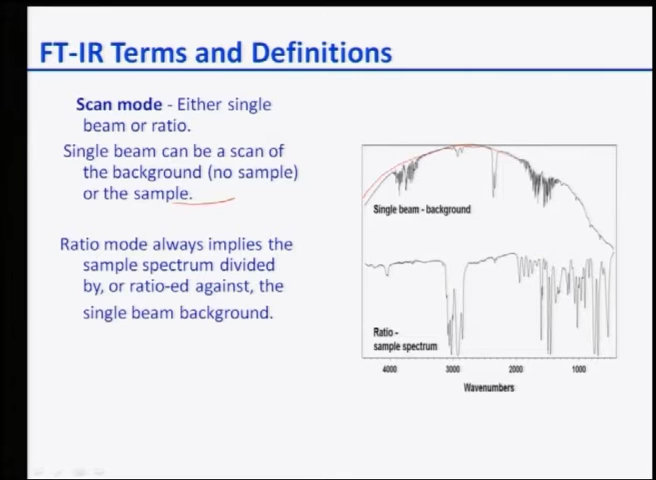 FT-IR Terms and Definitions
Scan mode - Either single
beam or ratio.
Single beam can be a scan of
the background (no sample)
or the sample.
Ratio mode always implies the
sample spectrum divided
by, or ratio-ed against, the
single beam background.
Single beam - background
Ratio -
sample spectrum
4000 3000 2000 1000
Wavenumbers